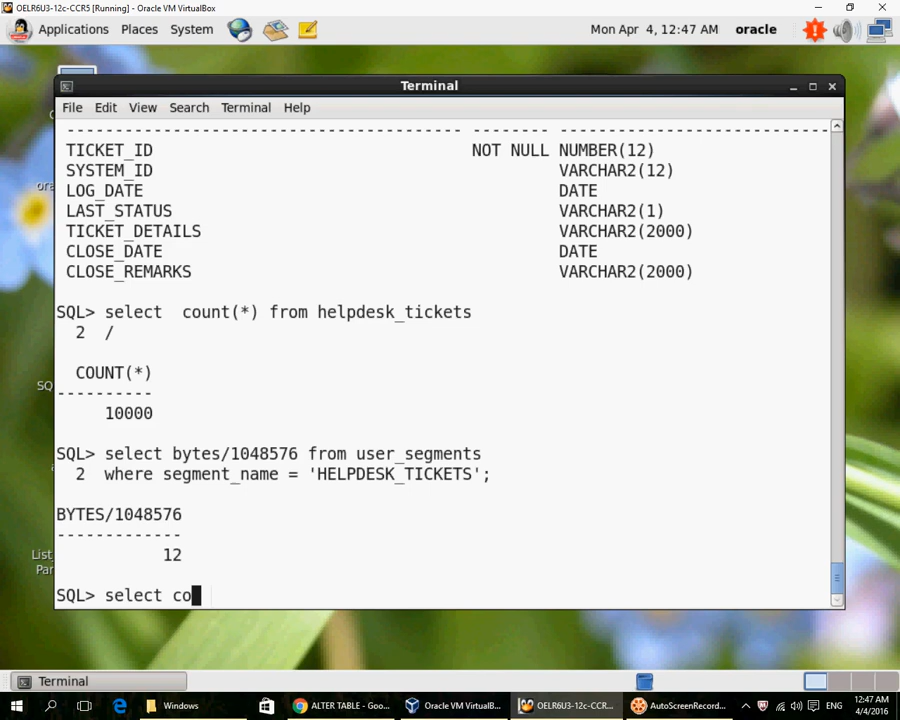 OELR6U3-12c-CCR5 [Running] - Oracle VM VirtualBox
Applications Places System Mon Apr 4, 12:47 AM oracle
Terminal
File Edit View Search Terminal Help
----------------------------------------- -------- ----------------------------
TICKET_ID NOT NULL NUMBER(12)
SYSTEM_ID VARCHAR2(12)
LOG_DATE DATE
LAST_STATUS VARCHAR2(1)
TICKET_DETAILS VARCHAR2(2000)
CLOSE_DATE DATE
CLOSE_REMARKS VARCHAR2(2000)
SQL> select  count(*) from helpdesk_tickets
2 /
COUNT(*)
----------
10000
SQL> select bytes/1048576 from user_segments
2 where segment_name = 'HELPDESK_TICKETS';
BYTES/1048576
-------------
12
SQL> select co
List
Par
Terminal
Windows ALTER TABLE - Goo... Oracle VM VirtualB... OELR6U3-12c-CCR... AutoScreenRecord... ENG 12:47 AM
4/4/2016